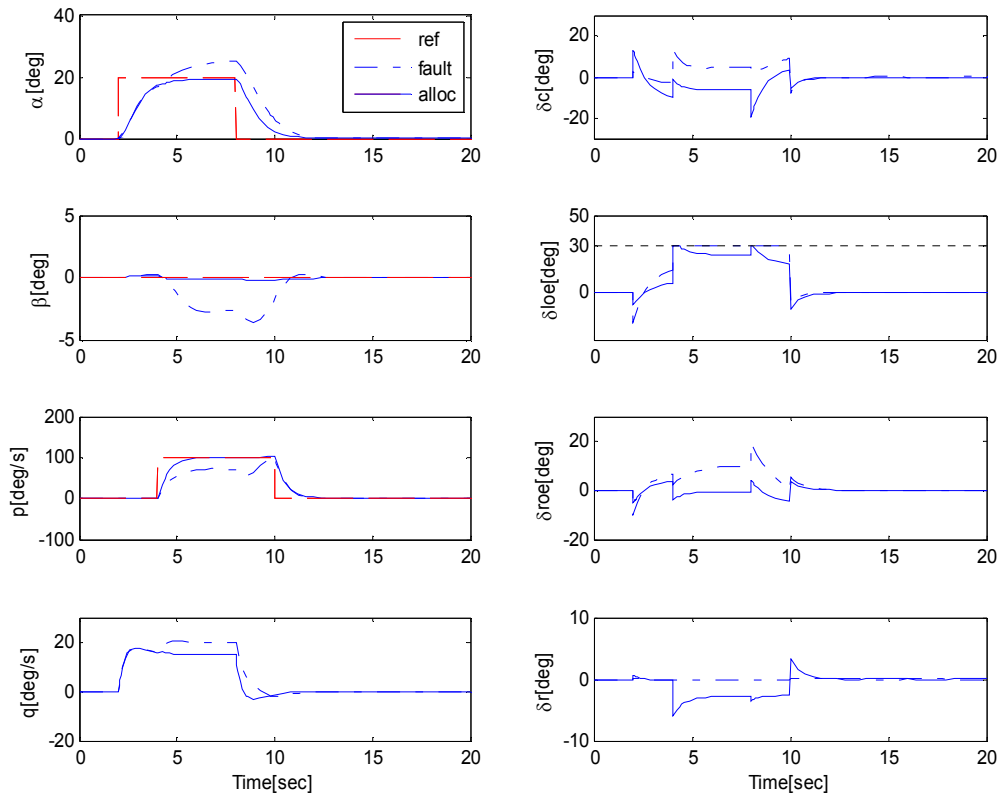 α [deg]
40
20
0
0 5 10 15 20
ref
fault
alloc
δc[deg]
20
0
-20
0 5 10 15 20
β [deg]
5
0
-5
0 5 10 15 20
δloe[deg]
50
30
0
0 5 10 15 20
p[deg/s]
200
100
0
-100
0 5 10 15 20
δroe[deg]
20
0
-20
0 5 10 15 20
q[deg/s]
20
0
-20
0 5 10 15 20
Time[sec]
δr[deg]
10
0
-10
0 5 10 15 20
Time[sec]